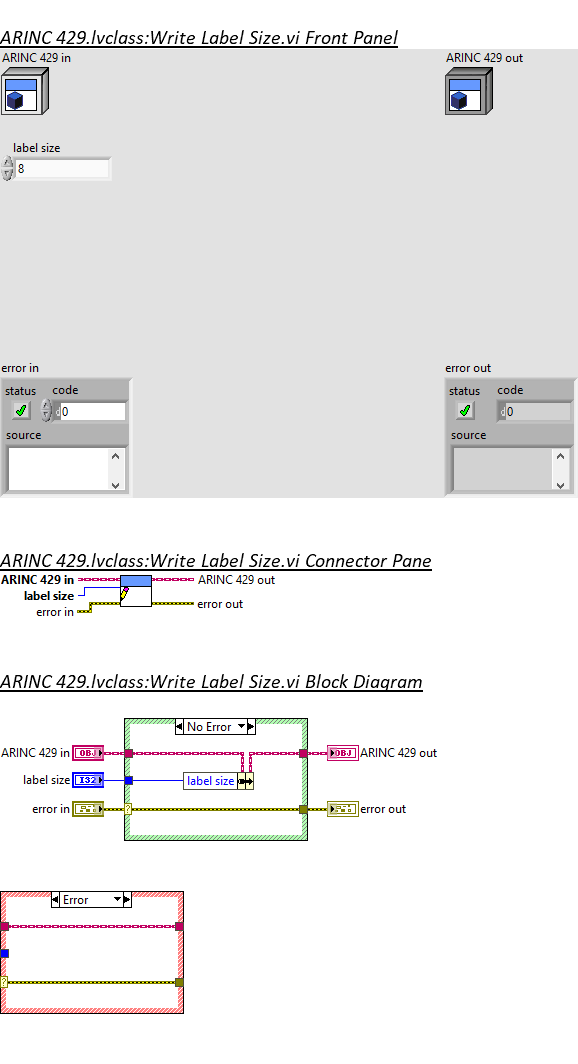 ARINC 429.lvclass:Write Label Size.vi Front Panel
ARINC 429 in
ARINC 429 out
label size
8
error in
error out
status code
status code
d 0
d 0
source
source
ARINC 429.lvclass:Write Label Size.vi Connector Pane
ARINC 429 in
ARINC 429 out
label size
error in
error out
ARINC 429.lvclass:Write Label Size.vi Block Diagram
No Error
ARINC 429 in
OBJ
OBJ
ARINC 429 out
label size
I32
label size
error in
?
error out
Error
?